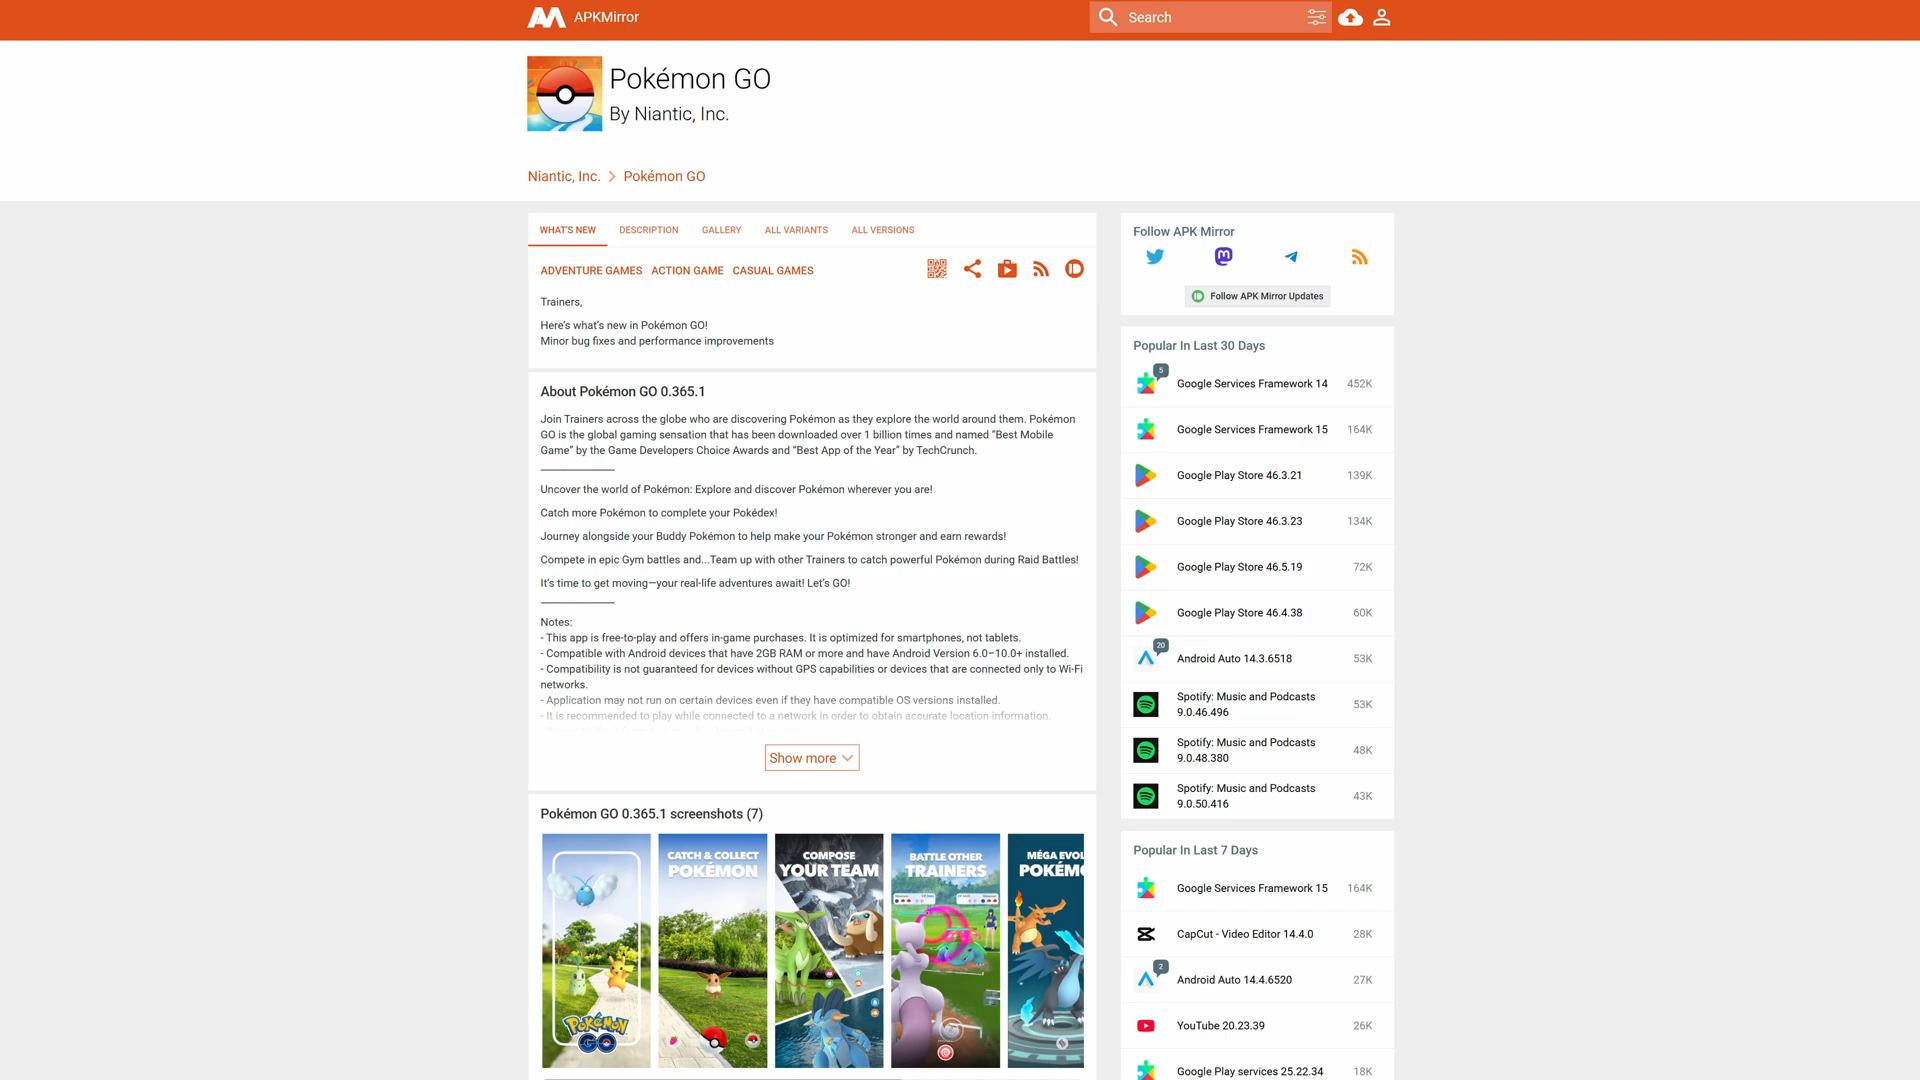 APKMirror
Search
Pokémon GO
By Niantic, Inc.
Niantic, Inc.
Pokémon GO
WHAT'S NEW
DESCRIPTION
GALLERY
ALL VARIANTS
ALL VERSIONS
ADVENTURE GAMES
ACTION GAME
CASUAL GAMES
Trainers,
Here’s what’s new in Pokémon GO!
Minor bug fixes and performance improvements
About Pokémon GO 0.365.1
Join Trainers across the globe who are discovering Pokémon as they explore the world around them. Pokémon
GO is the global gaming sensation that has been downloaded over 1 billion times and named “Best Mobile
Game” by the Game Developers Choice Awards and “Best App of the Year” by TechCrunch.
Uncover the world of Pokémon: Explore and discover Pokémon wherever you are!
Catch more Pokémon to complete your Pokédex!
Journey alongside your Buddy Pokémon to help make your Pokémon stronger and earn rewards!
Compete in epic Gym battles and...Team up with other Trainers to catch powerful Pokémon during Raid Battles!
It’s time to get moving—your real-life adventures await! Let’s GO!
Notes:
- This app is free-to-play and offers in-game purchases. It is optimized for smartphones, not tablets.
- Compatible with Android devices that have 2GB RAM or more and have Android Version 6.0–10.0+ installed.
- Compatibility is not guaranteed for devices without GPS capabilities or devices that are connected only to Wi-Fi
networks.
- Application may not run on certain devices even if they have compatible OS versions installed.
- It is recommended to play while connected to a network in order to obtain accurate location information.
Show more
Pokémon GO 0.365.1 screenshots (7)
POKÉMON
GO
CATCH & COLLECT
POKÉMON
COMPOSE
YOUR TEAM
BATTLE OTHER
TRAINERS
MÉGA EVOL
POKÉM
Follow APK Mirror
Follow APK Mirror Updates
Popular In Last 30 Days
5
Google Services Framework 14
452K
Google Services Framework 15
164K
Google Play Store 46.3.21
139K
Google Play Store 46.3.23
134K
Google Play Store 46.5.19
72K
Google Play Store 46.4.38
60K
20
Android Auto 14.3.6518
53K
Spotify: Music and Podcasts
9.0.46.496
53K
Spotify: Music and Podcasts
9.0.48.380
48K
Spotify: Music and Podcasts
9.0.50.416
43K
Popular In Last 7 Days
Google Services Framework 15
164K
CapCut - Video Editor 14.4.0
28K
2
Android Auto 14.4.6520
27K
YouTube 20.23.39
26K
Google Play services 25.22.34
18K